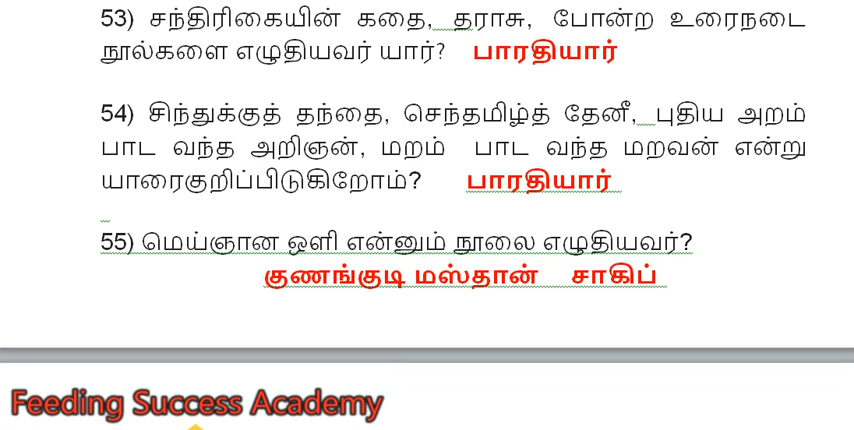 53) சந்திரிகையின் கதை, தராசு, போன்ற உரைநடை
நூல்களை எழுதியவர் யார்? பாரதியார்
54) சிந்துக்குத் தந்தை, செந்தமிழ்த் தேனீ, புதிய அறம்
பாட வந்த அறிஞன், மறம் பாட வந்த மறவன் என்று
யாரைகுறிப்பிடுகிறோம்? பாரதியார்
55) மெய்ஞான ஒளி என்னும் நூலை எழுதியவர்?
குணங்குடி மஸ்தான் சாகிப்
Feeding Success Academy